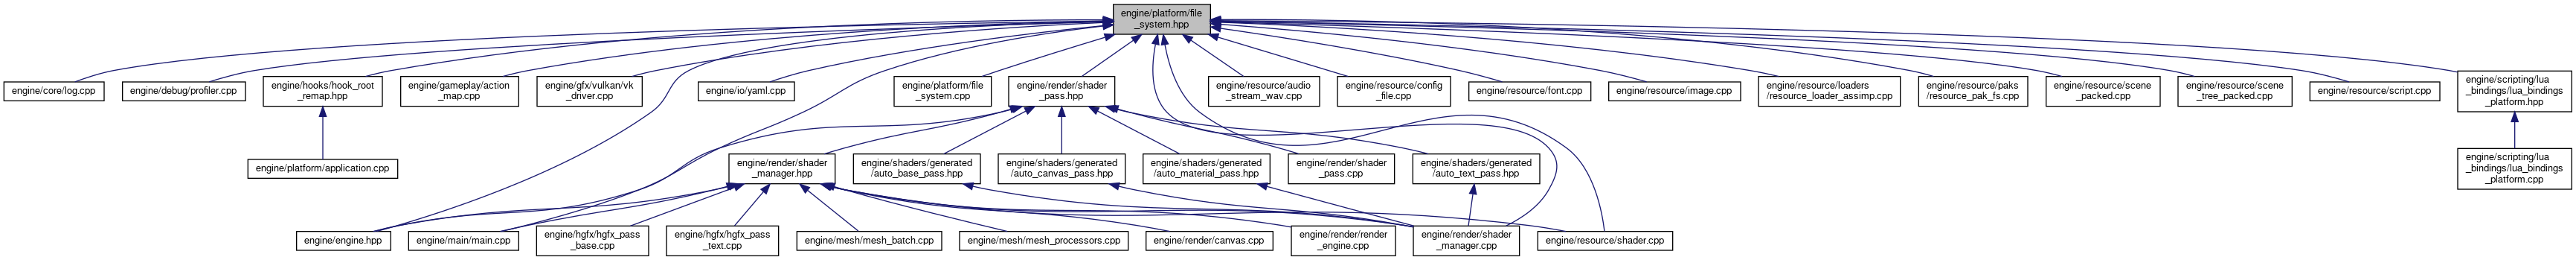 engine/platform/file
_system.hpp
engine/core/log.cpp
engine/debug/profiler.cpp
engine/hooks/hook_root
_remap.hpp
engine/gameplay/action
_map.cpp
engine/gfx/vulkan/vk
_driver.cpp
engine/io/yaml.cpp
engine/platform/file
_system.cpp
engine/render/shader
_pass.hpp
engine/resource/audio
_stream_wav.cpp
engine/resource/config
_file.cpp
engine/resource/font.cpp
engine/resource/image.cpp
engine/resource/loaders
/resource_loader_assimp.cpp
engine/resource/paks
/resource_pak_fs.cpp
engine/resource/scene
_packed.cpp
engine/resource/scene
_tree_packed.cpp
engine/resource/script.cpp
engine/scripting/lua
_bindings/lua_bindings
_platform.hpp
engine/platform/application.cpp
engine/render/shader
_manager.hpp
engine/shaders/generated
/auto_base_pass.hpp
engine/shaders/generated
/auto_canvas_pass.hpp
engine/shaders/generated
/auto_material_pass.hpp
engine/render/shader
_pass.cpp
engine/shaders/generated
/auto_text_pass.hpp
engine/scripting/lua
_bindings/lua_bindings
_platform.cpp
engine/engine.hpp
engine/main/main.cpp
engine/hgfx/hgfx_pass
_base.cpp
engine/hgfx/hgfx_pass
_text.cpp
engine/mesh/mesh_batch.cpp
engine/mesh/mesh_processors.cpp
engine/render/canvas.cpp
engine/render/render
_engine.cpp
engine/render/shader
_manager.cpp
engine/resource/shader.cpp